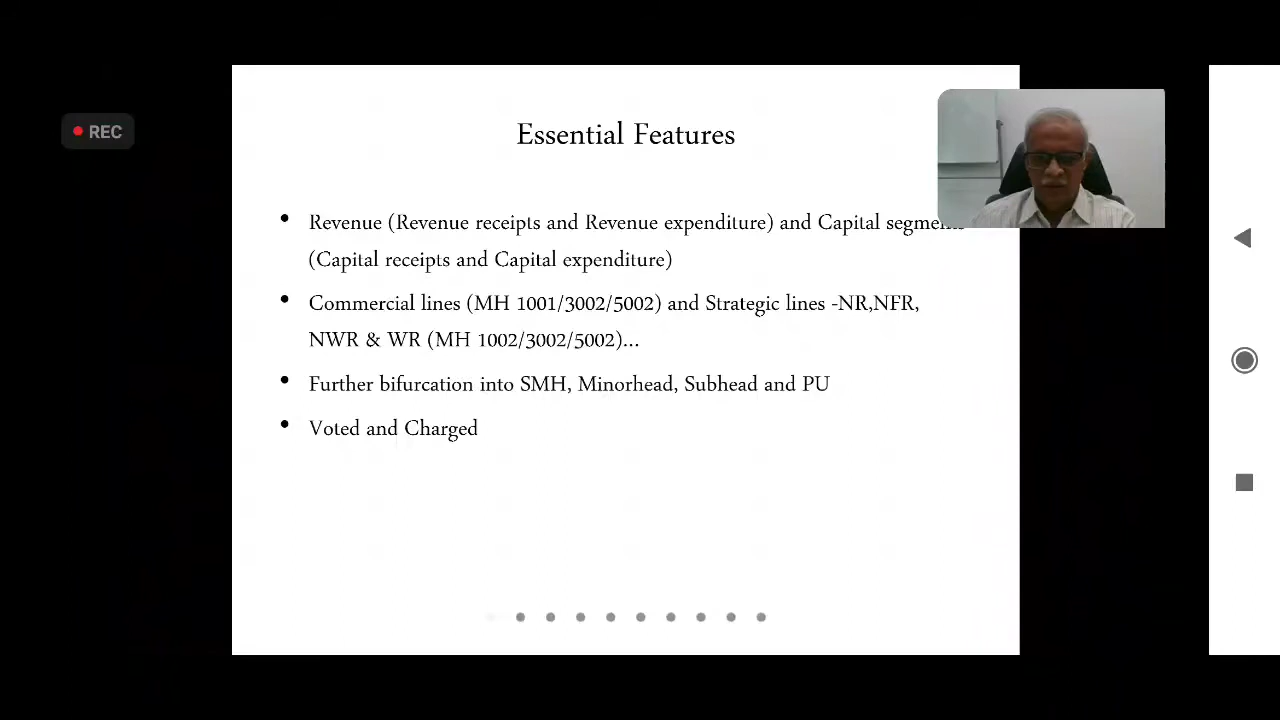 REC
Essential Features
• Revenue (Revenue receipts and Revenue expenditure) and Capital
(Capital receipts and Capital expenditure)
• Commercial lines (MH 1001/3002/5002) and Strategic lines -NR,NFR,
NWR & WR (MH 1002/3002/5002)...
• Further bifurcation into SMH, Minorhead, Subhead and PU
• Voted and Charged